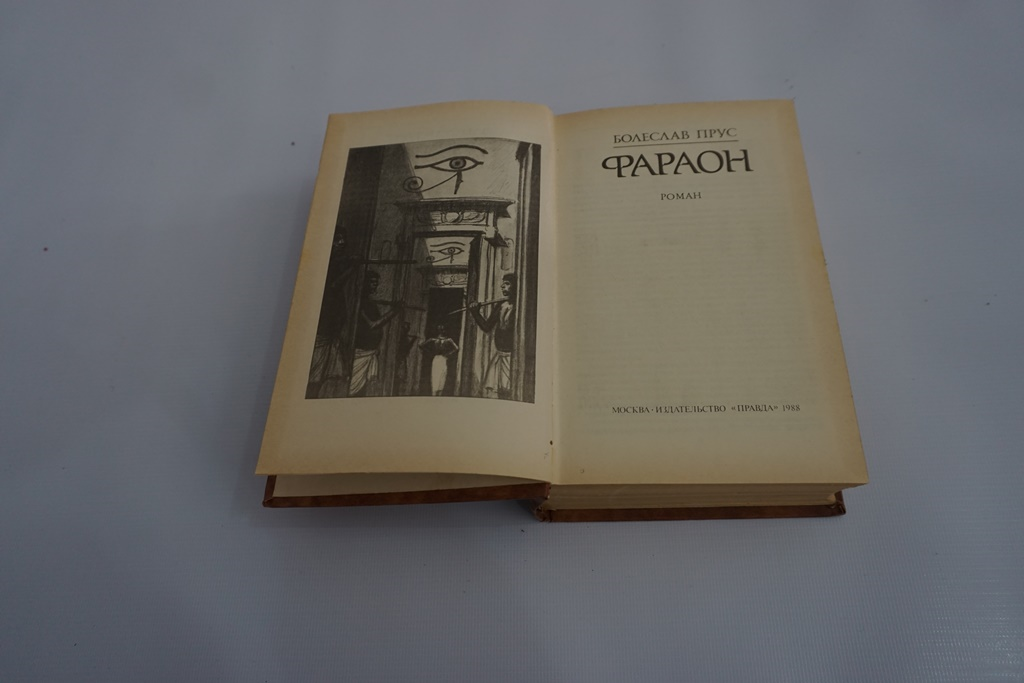 БОЛЕСЛАВ ПРУС
ФАРАОН
РОМАН
МОСКВА · ИЗДАТЕЛЬСТВО «ПРАВДА» 1988